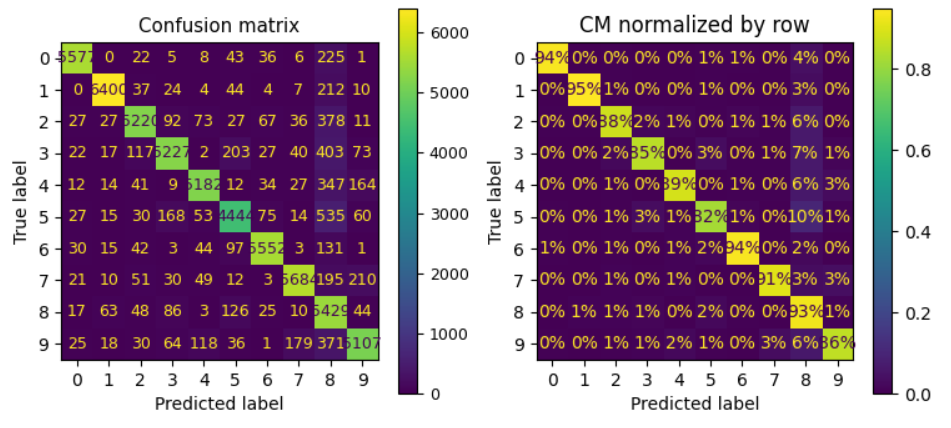 Confusion matrix
0 5577 0 22 5 8 43 36 6 225 1
1 0 6400 37 24 4 44 4 7 212 10
2 27 27 5220 92 73 27 67 36 378 11
3 22 17 117 5227 2 203 27 40 403 73
4 12 14 41 9 5182 12 34 27 347 164
5 27 15 30 168 53 4444 75 14 535 60
6 30 15 42 3 44 97 5552 3 131 1
7 21 10 51 30 49 12 3 5684 195 210
8 17 63 48 86 3 126 25 10 5429 44
9 25 18 30 64 118 36 1 179 371 5107
0 1 2 3 4 5 6 7 8 9
Predicted label
True label
6000
5000
4000
3000
2000
1000
0
CM normalized by row
0 94% 0% 0% 0% 0% 1% 1% 0% 4% 0%
1 0% 95% 1% 0% 0% 1% 0% 0% 3% 0%
2 0% 0% 88% 2% 1% 0% 1% 1% 6% 0%
3 0% 0% 2% 85% 0% 3% 0% 1% 7% 1%
4 0% 0% 1% 0% 89% 0% 1% 0% 6% 3%
5 0% 0% 1% 3% 1% 82% 1% 0% 10% 1%
6 1% 0% 1% 0% 1% 2% 94% 0% 2% 0%
7 0% 0% 1% 0% 1% 0% 0% 91% 3% 3%
8 0% 1% 1% 1% 0% 2% 0% 0% 93% 1%
9 0% 0% 1% 1% 2% 1% 0% 3% 6% 86%
0 1 2 3 4 5 6 7 8 9
Predicted label
True label
0.8
0.6
0.4
0.2
0.0